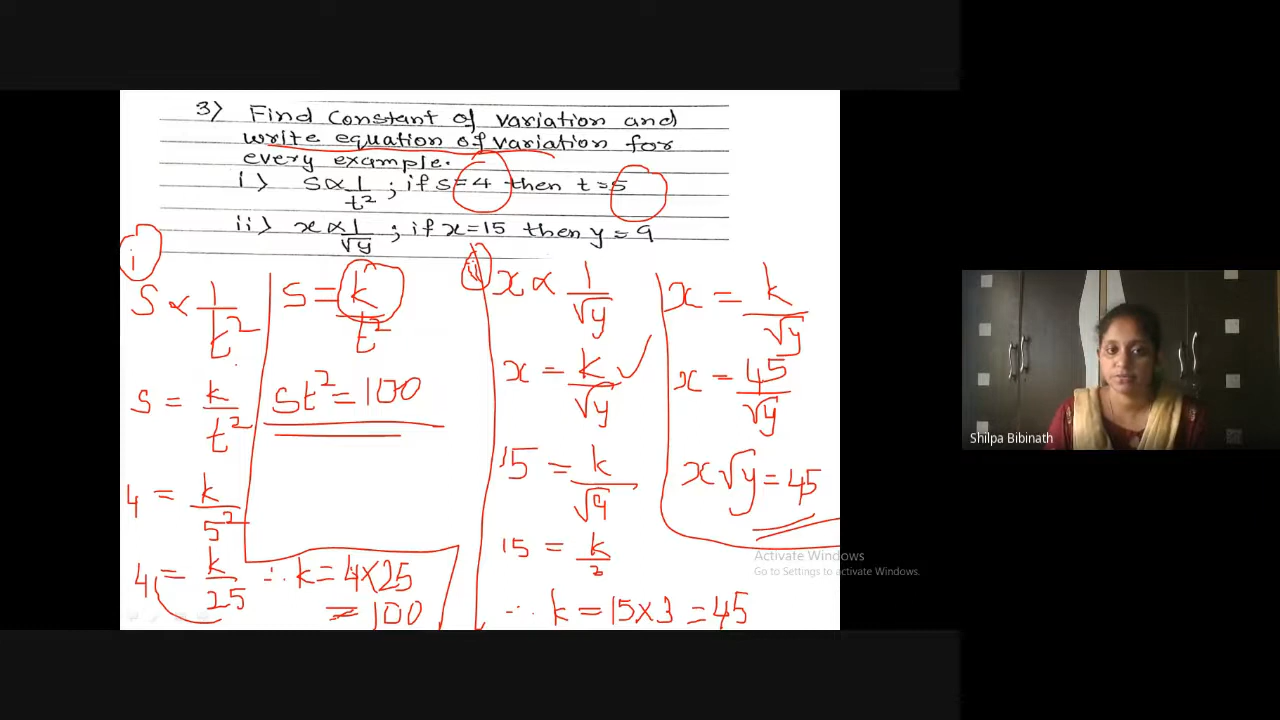 3) Find Constant of variation and
write equation of variation for
every example.
i) S∝1/t² ; if s=4 then t=5
ii) x∝1/√y ; if x=15 then y=9
i
S ∝ 1/t²
S = k/t²
4 = k/5²
4 = k/25 ∴ k=4×25
= 100
S = k/t²
St²=100
ii
x ∝ 1/√y
x = k/√y ✓
15 = k/√9
15 = k/3
∴ k=15×3=45
x = k/√y
x = 45/√y
x√y=45
Activate Windows
Go to Settings to activate Windows.
Shilpa Bibinath